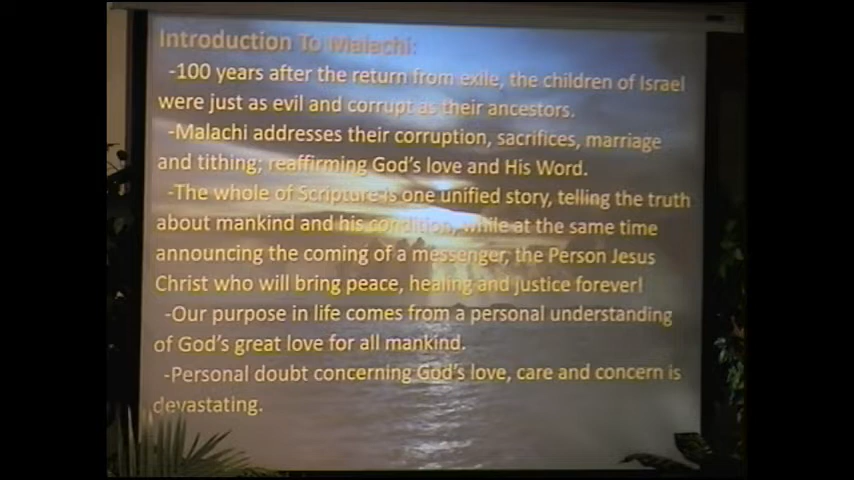 Introduction To Malachi:
-100 years after the return from exile, the children of Israel
were just as evil and corrupt as their ancestors.
-Malachi addresses their corruption, sacrifices, marriage
and tithing; reaffirming God's love and His Word.
-The whole of Scripture is one unified story, telling the truth
about mankind and his condition, while at the same time
announcing the coming of a messenger, the Person Jesus
Christ who will bring peace, healing and justice forever!
-Our purpose in life comes from a personal understanding
of God's great love for all mankind.
-Personal doubt concerning God's love, care and concern is
devastating.